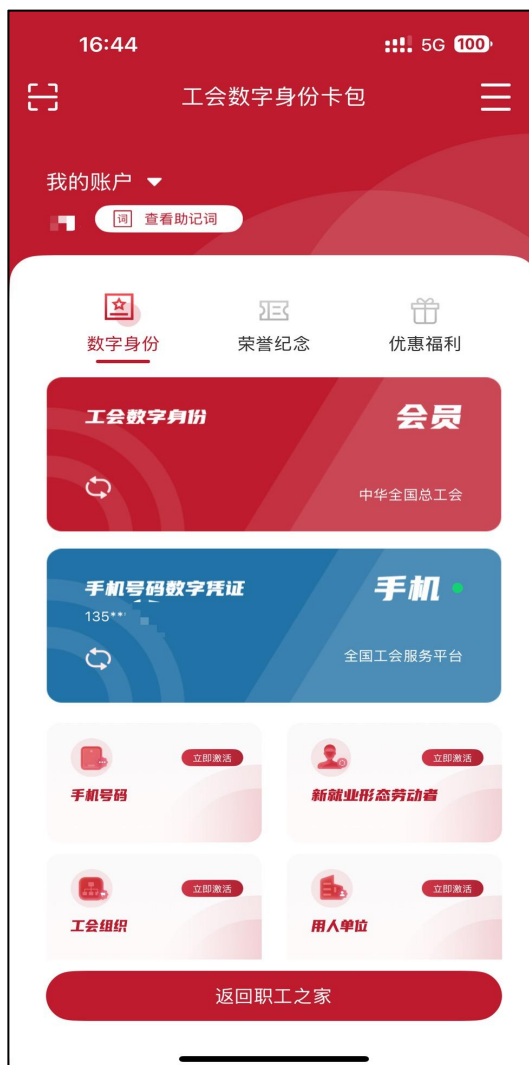 16:44
5G 100
工会数字身份卡包
我的账户
词 查看助记词
数字身份 荣誉纪念 优惠福利
工会数字身份 会员
中华全国总工会
手机号码数字凭证 手机
135**
全国工会服务平台
立即激活 立即激活
手机号码 新就业形态劳动者
立即激活 立即激活
工会组织 用人单位
返回职工之家